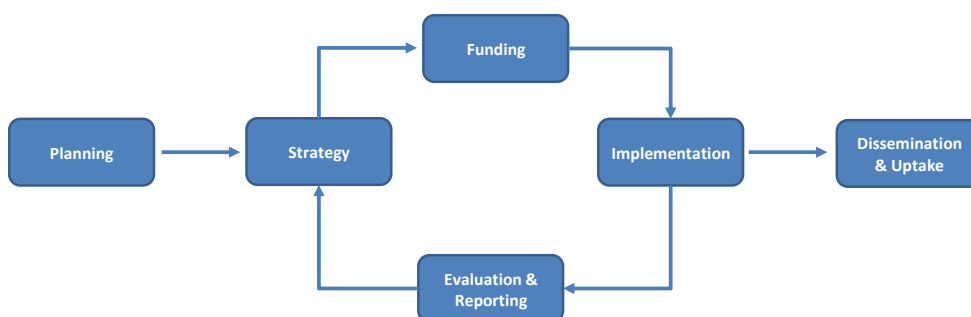 Funding
Planning
Strategy
Implementation
Dissemination
& Uptake
Evaluation &
Reporting